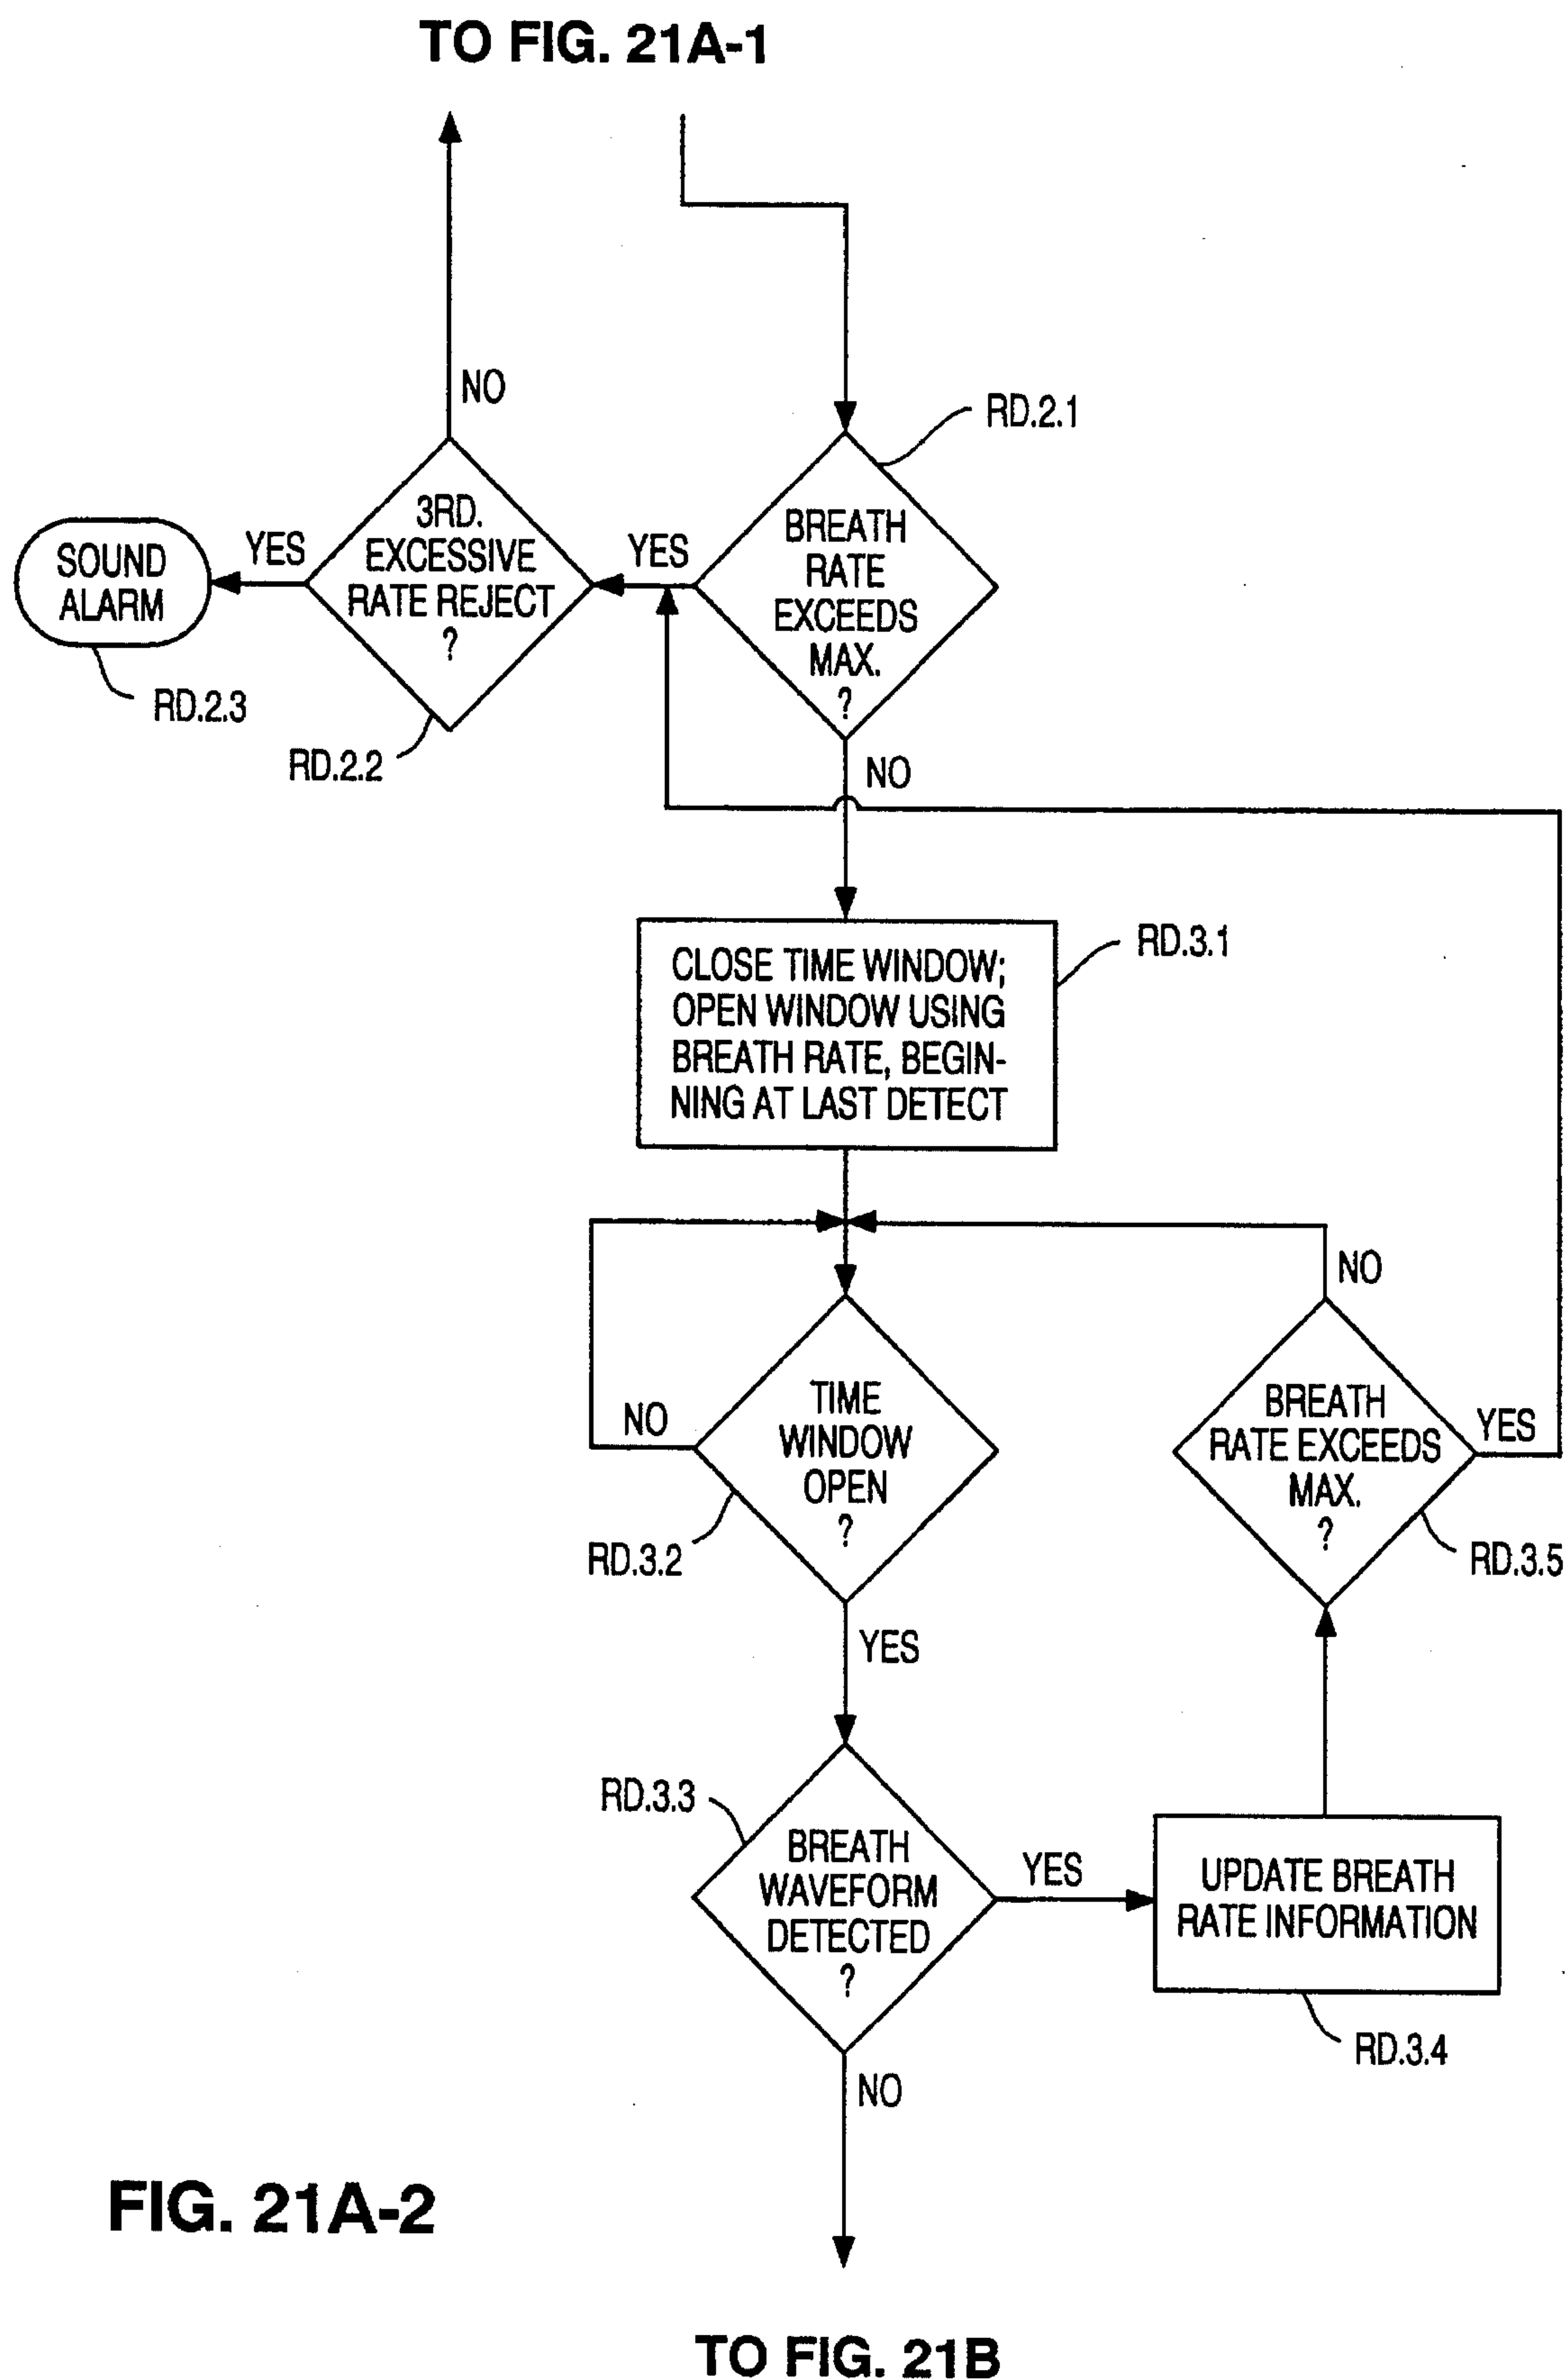 TO FIG. 21A-1
NO
RD.2.1
3RD.
EXCESSIVE
RATE REJECT
?
YES
SOUND
ALARM
YES
BREATH
RATE
EXCEEDS
MAX.
?
RD.2.3
RD.2.2
NO
RD.3.1
CLOSE TIME WINDOW;
OPEN WINDOW USING
BREATH RATE, BEGIN-
NING AT LAST DETECT
NO
TIME
WINDOW
OPEN
?
NO
BREATH
RATE EXCEEDS
MAX.
?
YES
RD.3.2
RD.3.5
YES
RD.3.3
BREATH
WAVEFORM
DETECTED
?
YES
UPDATE BREATH
RATE INFORMATION
RD.3.4
NO
FIG. 21A-2
TO FIG. 21B